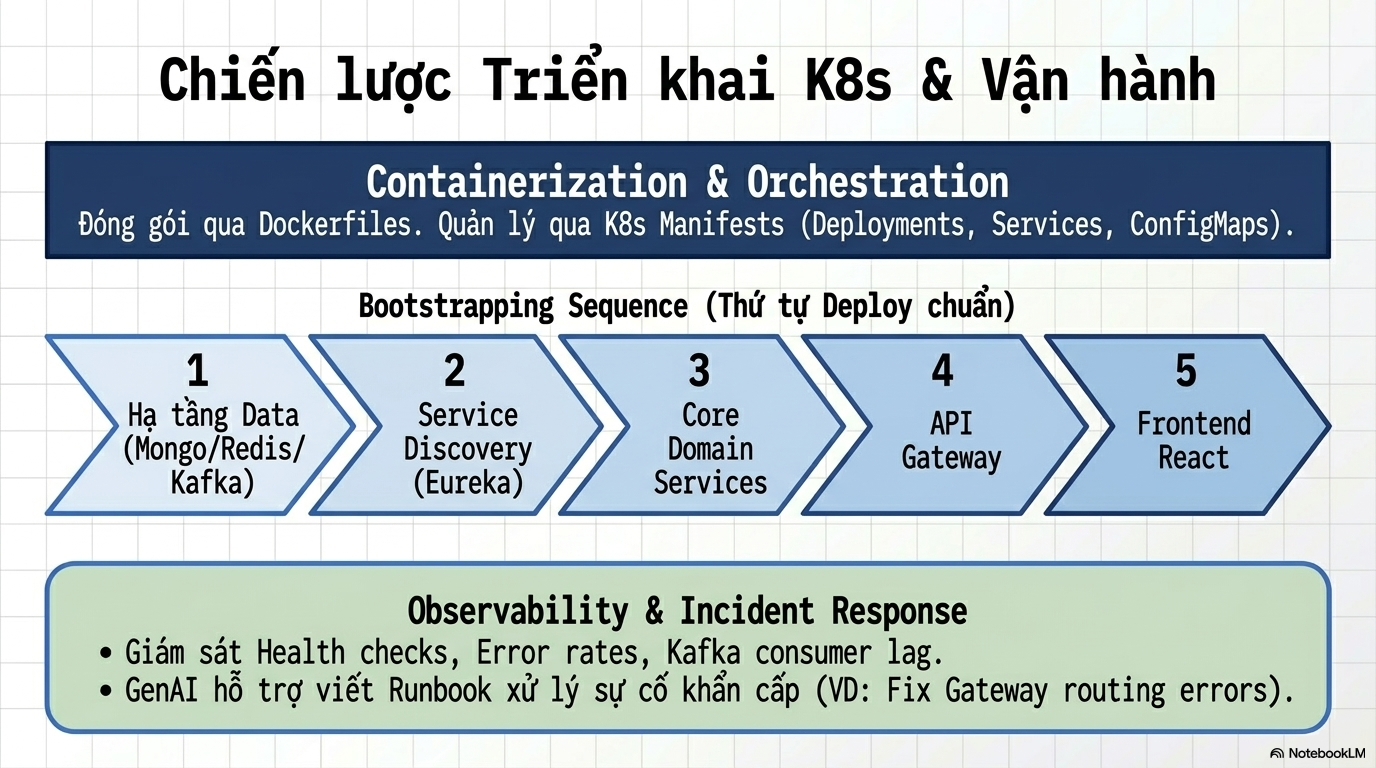 Chiến lược Triển khai K8s & Vận hành
Containerization & Orchestration
Đóng gói qua Dockerfiles. Quản lý qua K8s Manifests (Deployments, Services, ConfigMaps).
Bootstrapping Sequence (Thứ tự Deploy chuẩn)
1
Hạ tầng Data
(Mongo/Redis/
Kafka)
2
Service
Discovery
(Eureka)
3
Core
Domain
Services
4
API
Gateway
5
Frontend
React
Observability & Incident Response
• Giám sát Health checks, Error rates, Kafka consumer lag.
• GenAI hỗ trợ viết Runbook xử lý sự cố khẩn cấp (VD: Fix Gateway routing errors).
NotebookLM